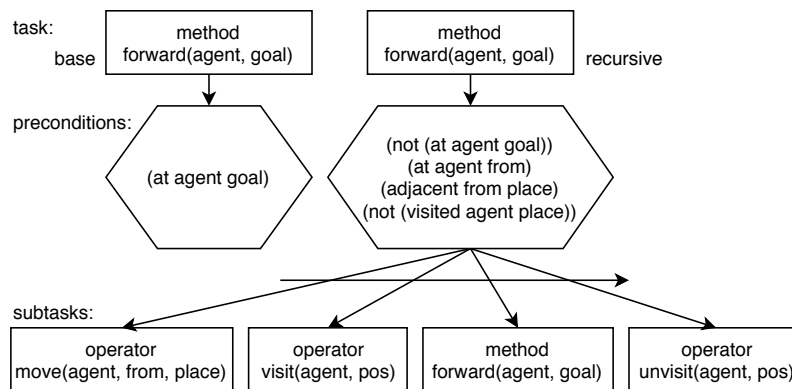 task:
base
method
forward(agent, goal)
method
forward(agent, goal)
recursive
preconditions:
(at agent goal)
(not (at agent goal))
(at agent from)
(adjacent from place)
(not (visited agent place))
subtasks:
operator
move(agent, from, place)
operator
visit(agent, pos)
method
forward(agent, goal)
operator
unvisit(agent, pos)